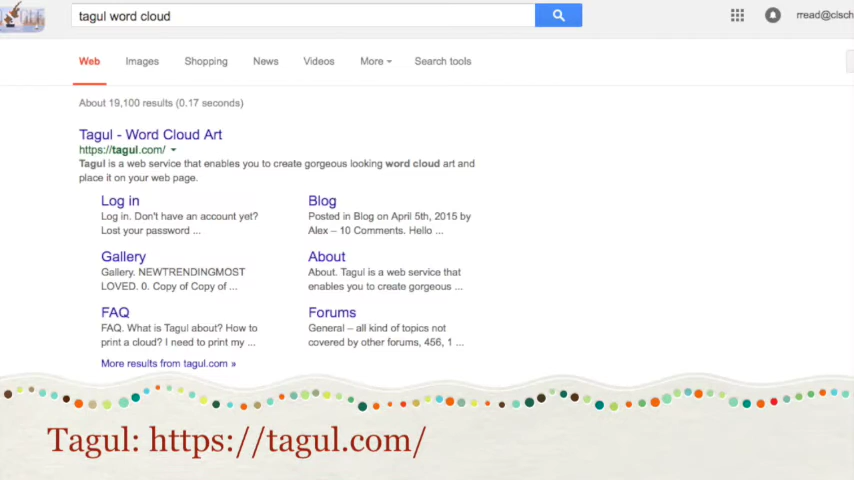 tagul word cloud
rread@cisch
Web Images Shopping News Videos More Search tools
About 19,100 results (0.17 seconds)
Tagul - Word Cloud Art
https://tagul.com/
Tagul is a web service that enables you to create gorgeous looking word cloud art and
place it on your web page.
Log in
Log in. Don't have an account yet?
Lost your password ...
Blog
Posted in Blog on April 5th, 2015 by
Alex – 10 Comments. Hello ...
Gallery
Gallery. NEWTRENDINGMOST
LOVED. 0. Copy of Copy of ...
About
About. Tagul is a web service that
enables you to create gorgeous ...
FAQ
FAQ. What is Tagul about? How to
print a cloud? I need to print my ...
Forums
General – all kind of topics not
covered by other forums, 456, 1 ...
More results from tagul.com »
Tagul: https://tagul.com/